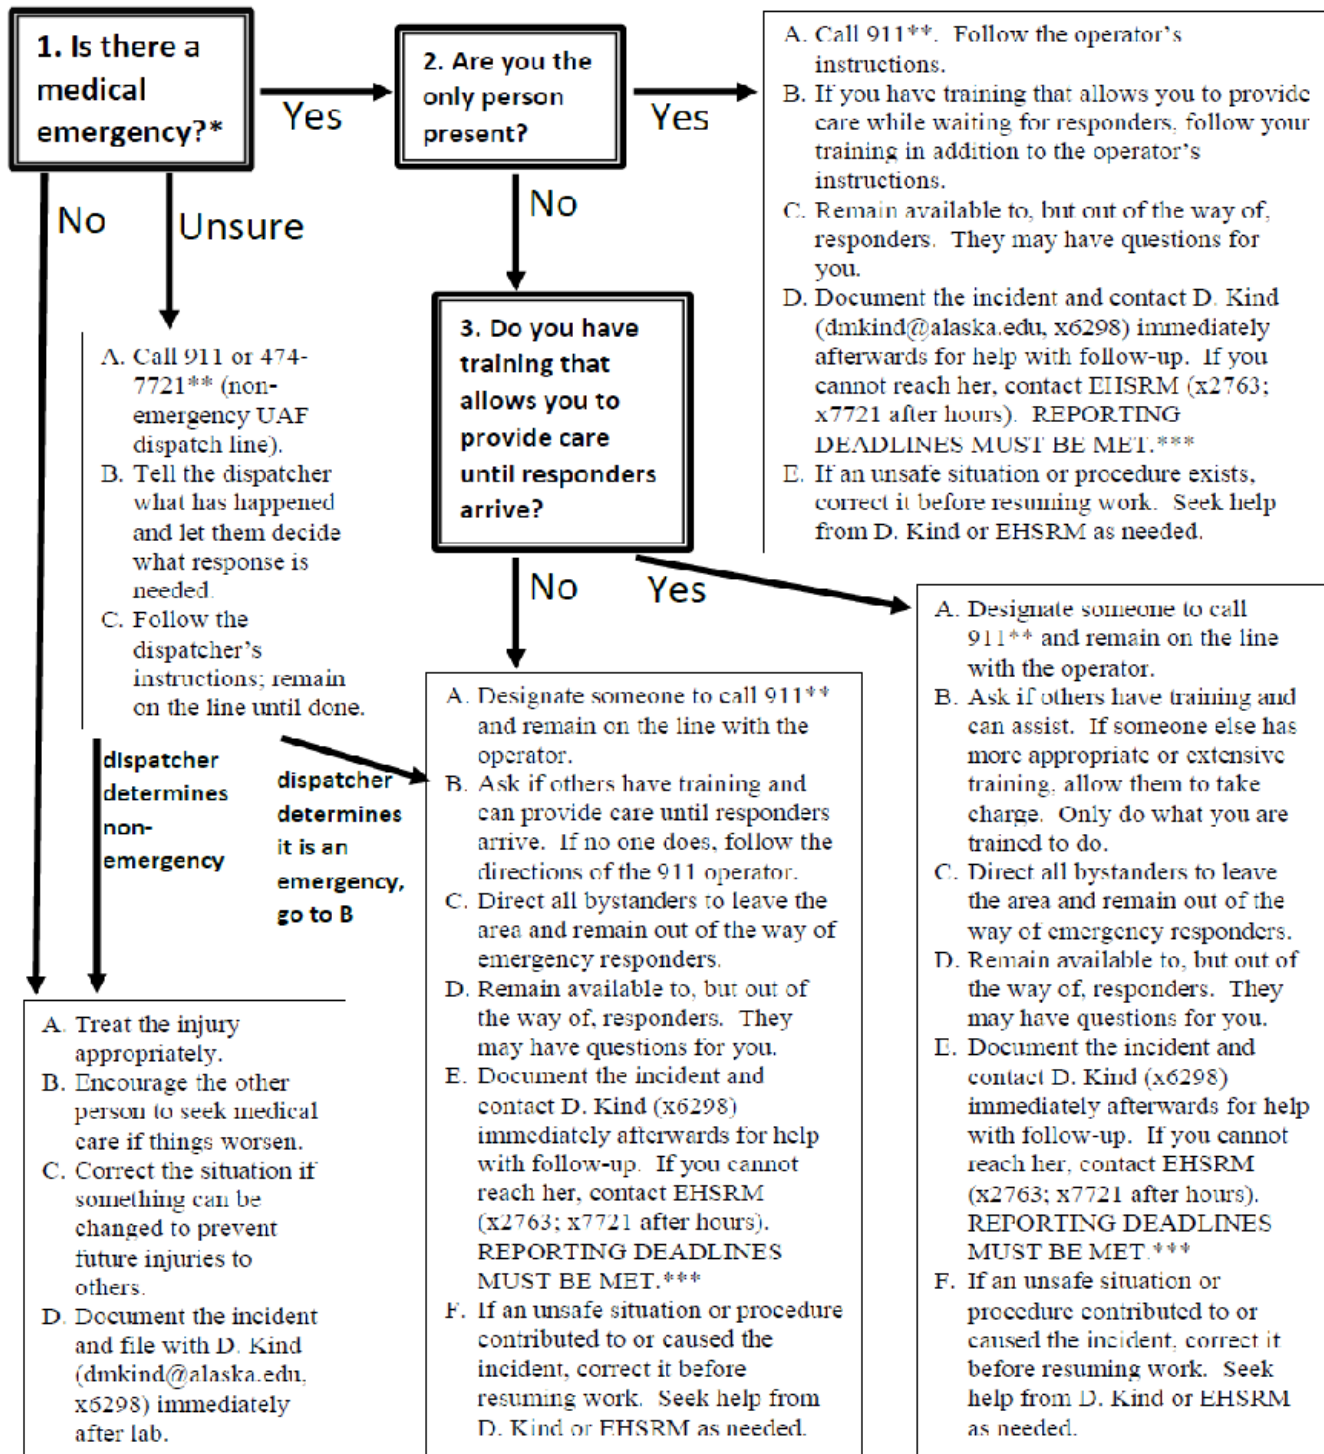 1. Is there a
medical
emergency?*
Yes
2. Are you the
only person
present?
Yes
A. Call 911**. Follow the operator's
instructions.
B. If you have training that allows you to provide
care while waiting for responders, follow your
training in addition to the operator's
instructions.
C. Remain available to, but out of the way of,
responders. They may have questions for
you.
D. Document the incident and contact D. Kind
(dmkind@alaska.edu, x6298) immediately
afterwards for help with follow-up. If you
cannot reach her, contact EHSRM (x2763;
x7721 after hours). REPORTING
DEADLINES MUST BE MET.***
E. If an unsafe situation or procedure exists,
correct it before resuming work. Seek help
from D. Kind or EHSRM as needed.
No
Unsure
No
A. Call 911 or 474-
7721** (non-
emergency UAF
dispatch line).
B. Tell the dispatcher
what has happened
and let them decide
what response is
needed.
C. Follow the
dispatcher's
instructions; remain
on the line until done.
3. Do you have
training that
allows you to
provide care
until responders
arrive?
No
Yes
dispatcher
determines
non-
emergency
dispatcher
determines
it is an
emergency,
go to B
A. Treat the injury
appropriately.
B. Encourage the other
person to seek medical
care if things worsen.
C. Correct the situation if
something can be
changed to prevent
future injuries to
others.
D. Document the incident
and file with D. Kind
(dmkind@alaska.edu,
x6298) immediately
after lab.
A. Designate someone to call 911**
and remain on the line with the
operator.
B. Ask if others have training and
can provide care until responders
arrive. If no one does, follow the
directions of the 911 operator.
C. Direct all bystanders to leave the
area and remain out of the way of
emergency responders.
D. Remain available to, but out of
the way of, responders. They
may have questions for you.
E. Document the incident and
contact D. Kind (x6298)
immediately afterwards for help
with follow-up. If you cannot
reach her, contact EHSRM
(x2763; x7721 after hours).
REPORTING DEADLINES
MUST BE MET.***
F. If an unsafe situation or procedure
contributed to or caused the
incident, correct it before
resuming work. Seek help from
D. Kind or EHSRM as needed.
A. Designate someone to call
911** and remain on the line
with the operator.
B. Ask if others have training and
can assist. If someone else has
more appropriate or extensive
training, allow them to take
charge. Only do what you are
trained to do.
C. Direct all bystanders to leave
the area and remain out of the
way of emergency responders.
D. Remain available to, but out of
the way of, responders. They
may have questions for you.
E. Document the incident and
contact D. Kind (x6298)
immediately afterwards for help
with follow-up. If you cannot
reach her, contact EHSRM
(x2763; x7721 after hours).
REPORTING DEADLINES
MUST BE MET.***
F. If an unsafe situation or
procedure contributed to or
caused the incident, correct it
before resuming work. Seek
help from D. Kind or EHSRM
as needed.